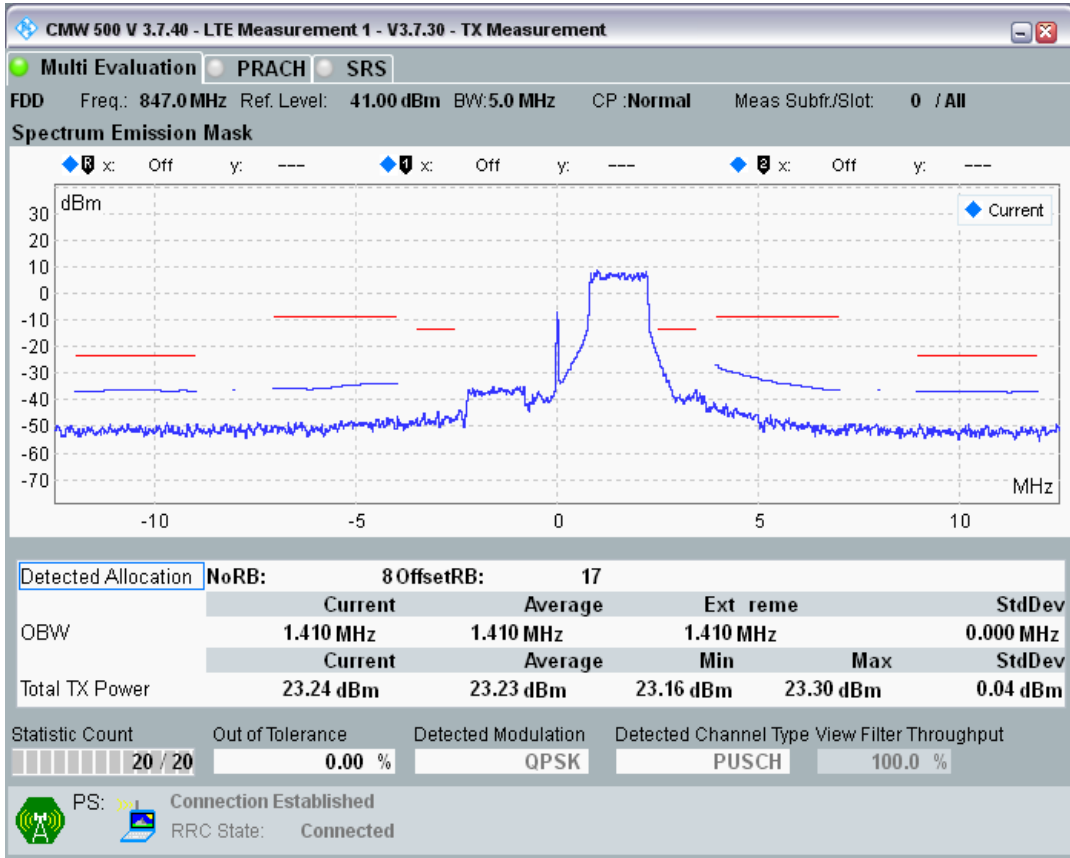 CMW 500 V 3.7.40 - LTE Measurement 1 - V3.7.30 - TX Measurement
Multi Evaluation PRACH SRS
FDD Freq.: 847.0 MHz Ref. Level: 41.00 dBm BW: 5.0 MHz CP : Normal Meas Subfr./Slot: 0 / All
Spectrum Emission Mask
R x: Off y: --- 1 x: Off y: --- 2 x: Off y: ---
dBm
Current
30
20
10
0
-10
-20
-30
-40
-50
-60
-70
MHz
-10 -5 0 5 10
Detected Allocation NoRB: 8 OffsetRB: 17
Current Average Ext reme StdDev
OBW 1.410 MHz 1.410 MHz 1.410 MHz 0.000 MHz
Current Average Min Max StdDev
Total TX Power 23.24 dBm 23.23 dBm 23.16 dBm 23.30 dBm 0.04 dBm
Statistic Count Out of Tolerance Detected Modulation Detected Channel Type View Filter Throughput
20 / 20 0.00 % QPSK PUSCH 100.0 %
PS: Connection Established
RRC State: Connected